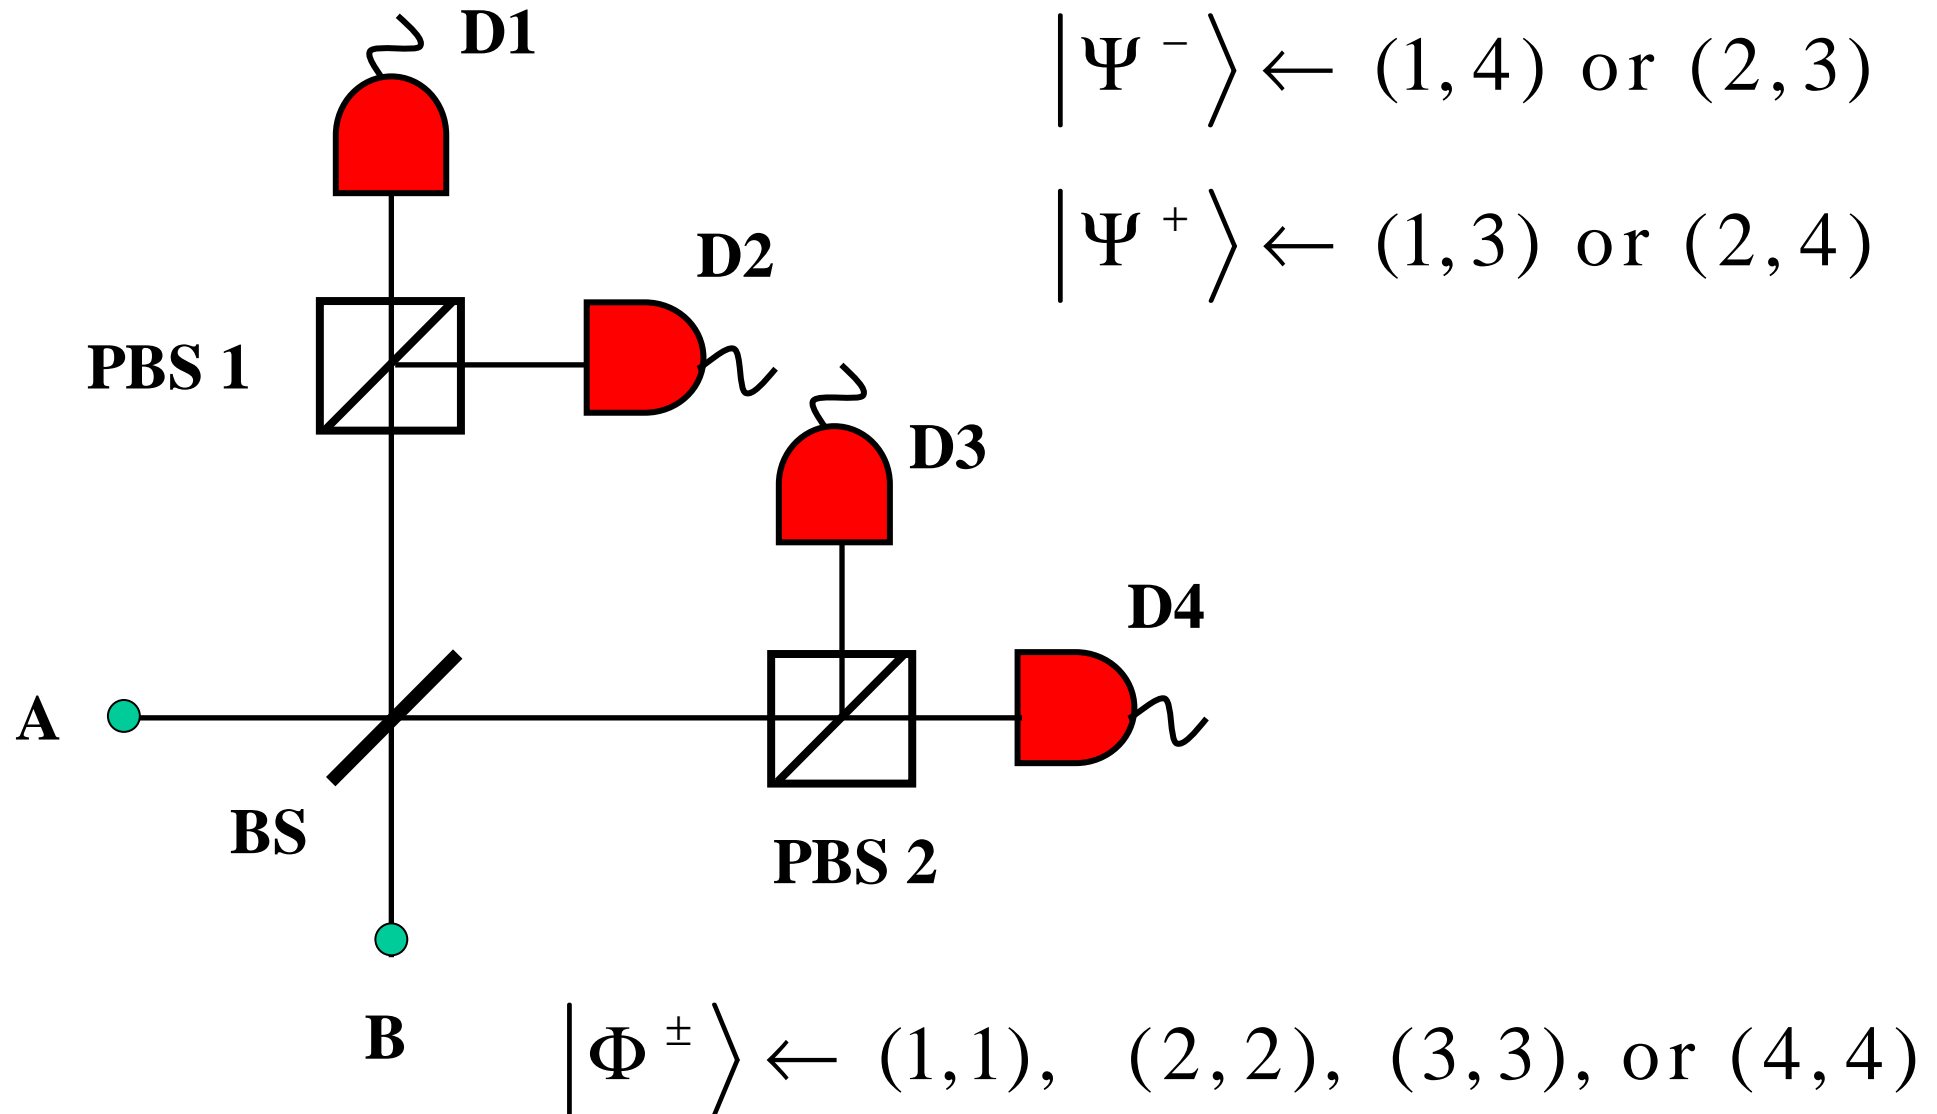 D1
|Ψ⁻⟩ ← (1,4) or (2,3)
|Ψ⁺⟩ ← (1,3) or (2,4)
D2
PBS 1
D3
D4
A
BS
PBS 2
B
|Φ^±⟩ ← (1,1), (2,2), (3,3), or (4,4)